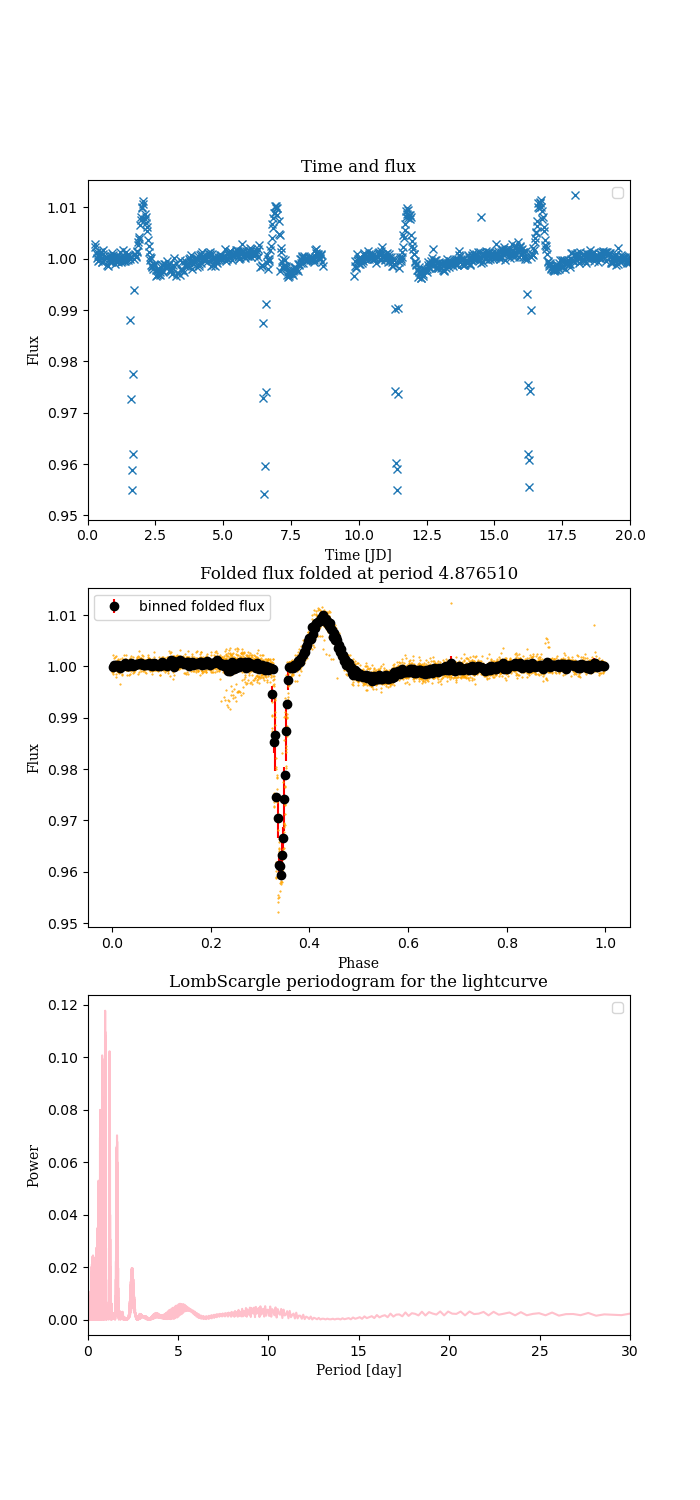 Time and flux
1.01
1.00
0.99
0.98
0.97
0.96
0.95
Flux
0.0 2.5 5.0 7.5 10.0 12.5 15.0 17.5 20.0
Time [JD]
Folded flux folded at period 4.876510
binned folded flux
1.01
1.00
0.99
0.98
0.97
0.96
0.95
Flux
0.0 0.2 0.4 0.6 0.8 1.0
Phase
LombScargle periodogram for the lightcurve
0.12
0.10
0.08
0.06
0.04
0.02
0.00
Power
0 5 10 15 20 25 30
Period [day]